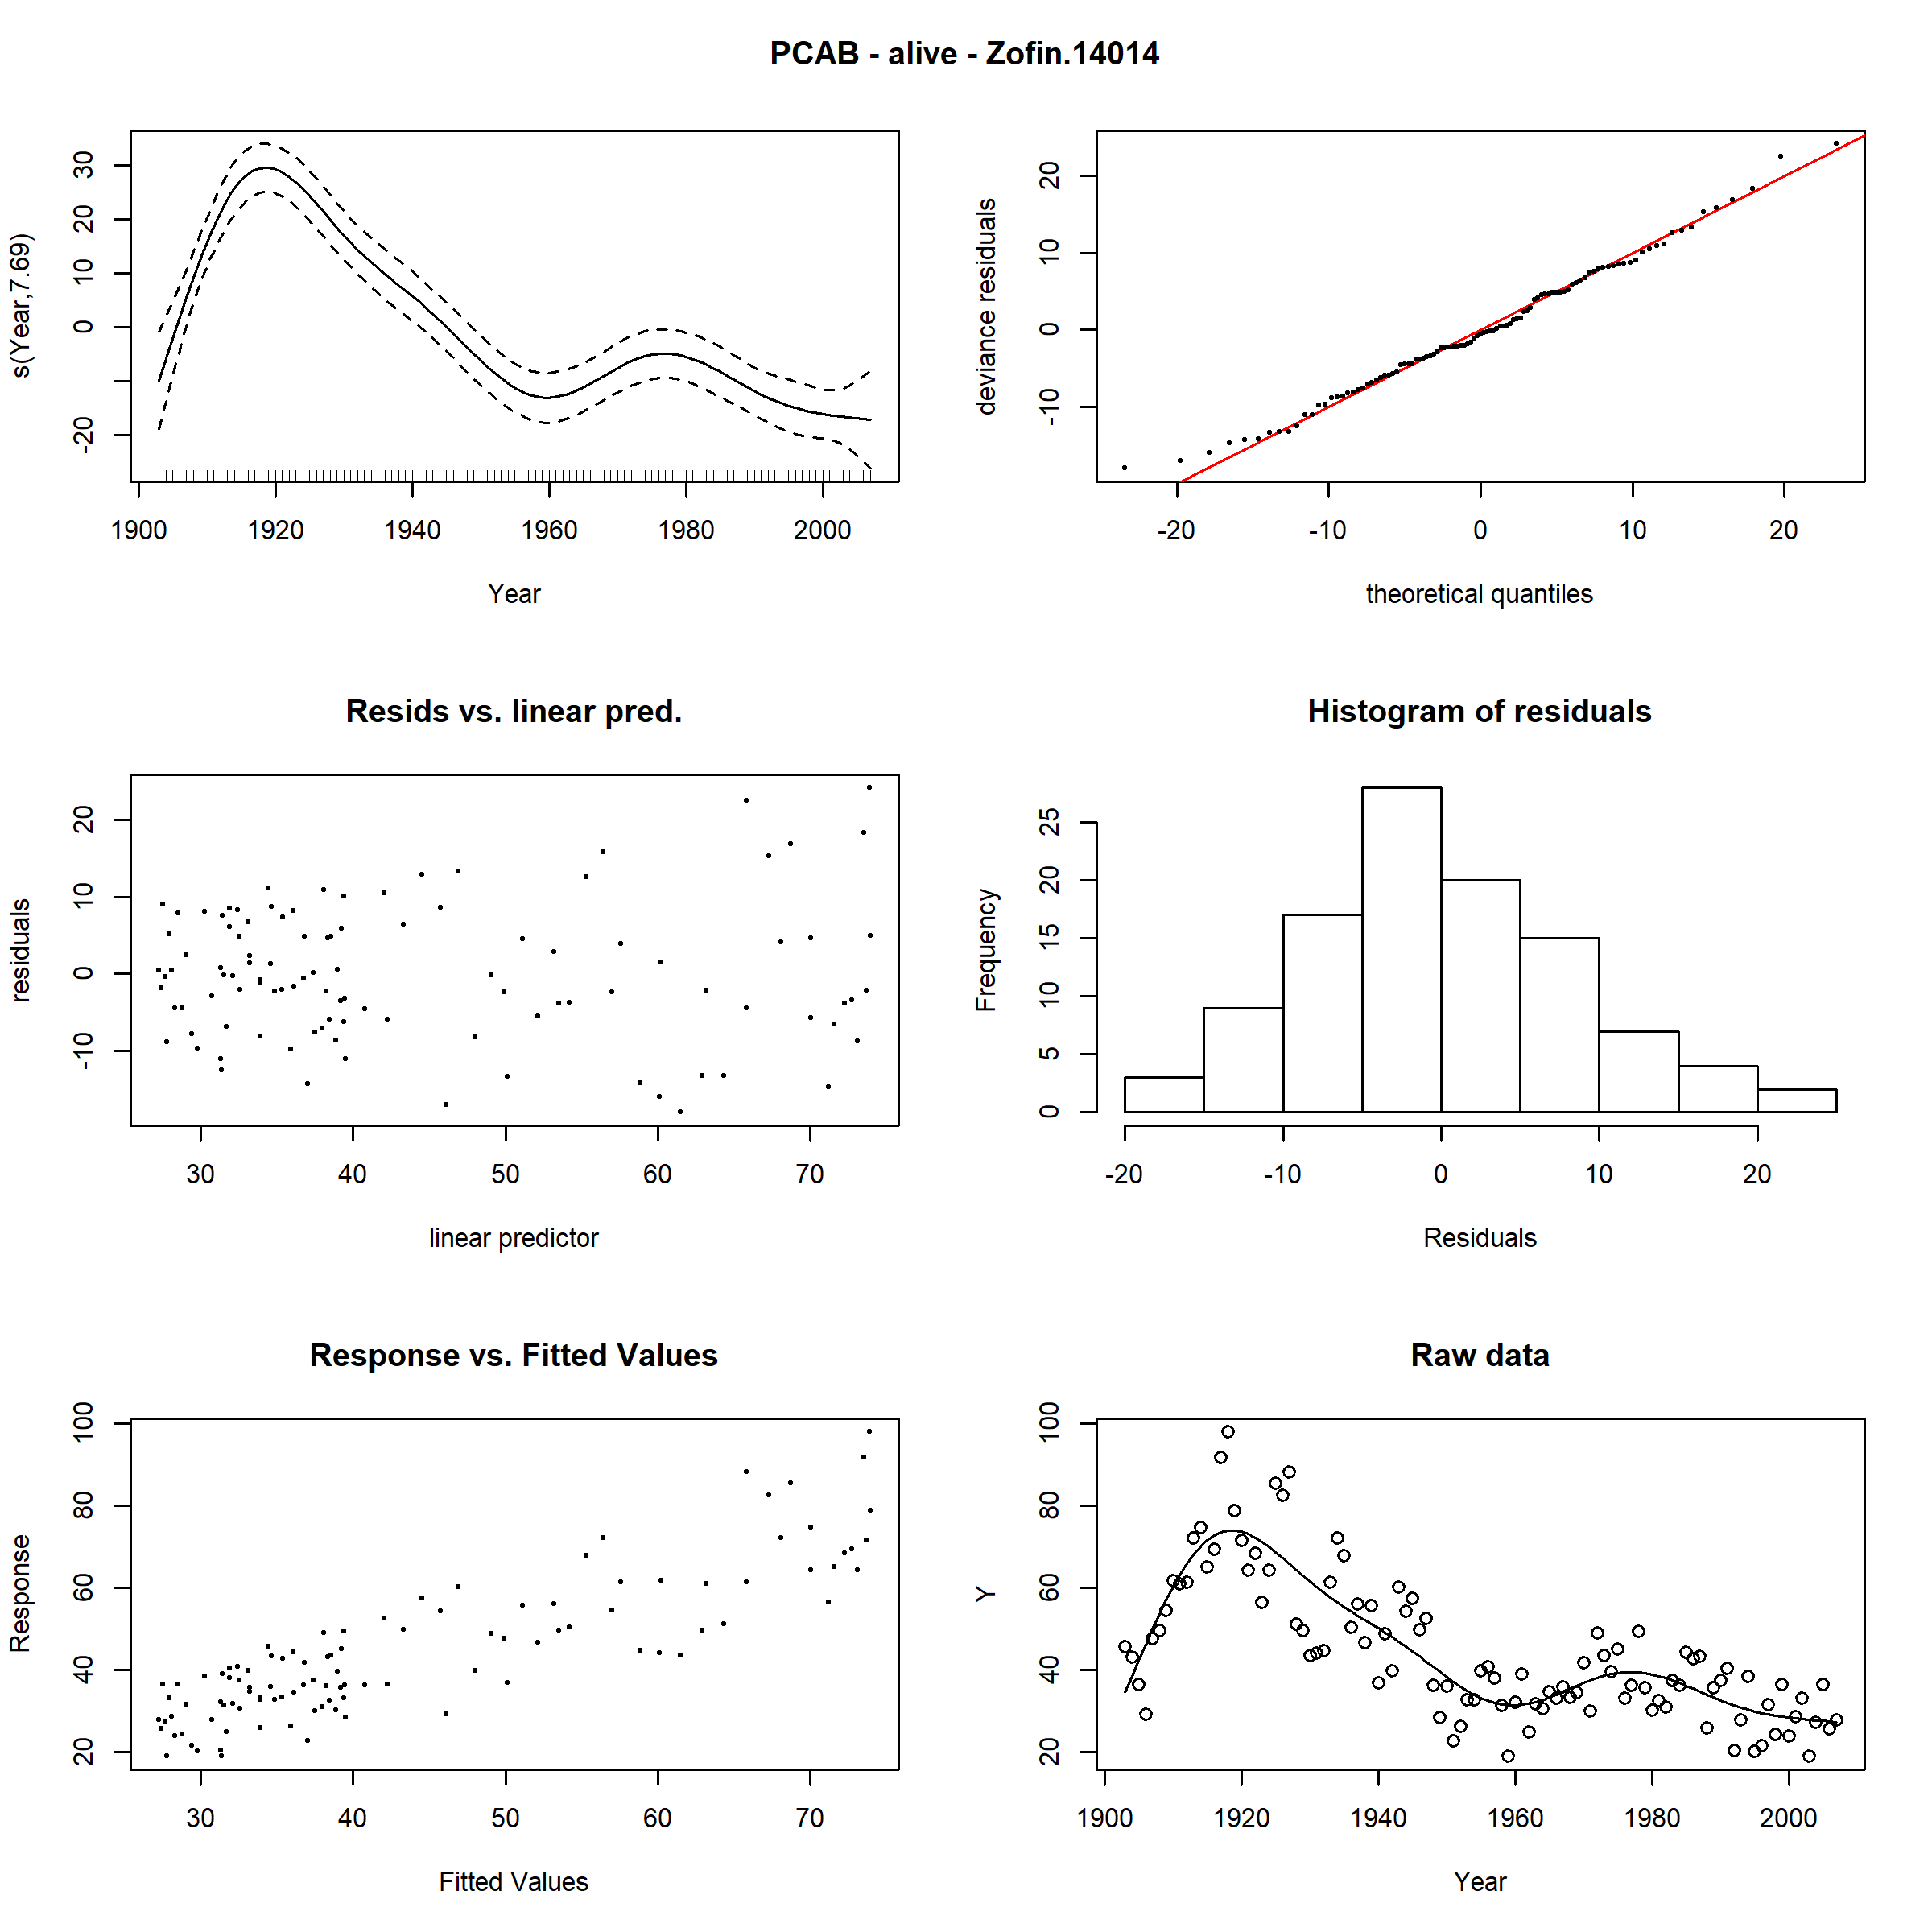 PCAB - alive - Zofin.14014
s(Year,7.69)
30
20
10
0
-20
1900 1920 1940 1960 1980 2000
Year
deviance residuals
20
10
0
-10
-20 -10 0 10 20
theoretical quantiles
Resids vs. linear pred.
residuals
20
10
0
-10
30 40 50 60 70
linear predictor
Histogram of residuals
Frequency
25
20
15
10
5
0
-20 -10 0 10 20
Residuals
Response vs. Fitted Values
Response
100
80
60
40
20
30 40 50 60 70
Fitted Values
Raw data
Y
100
80
60
40
20
1900 1920 1940 1960 1980 2000
Year